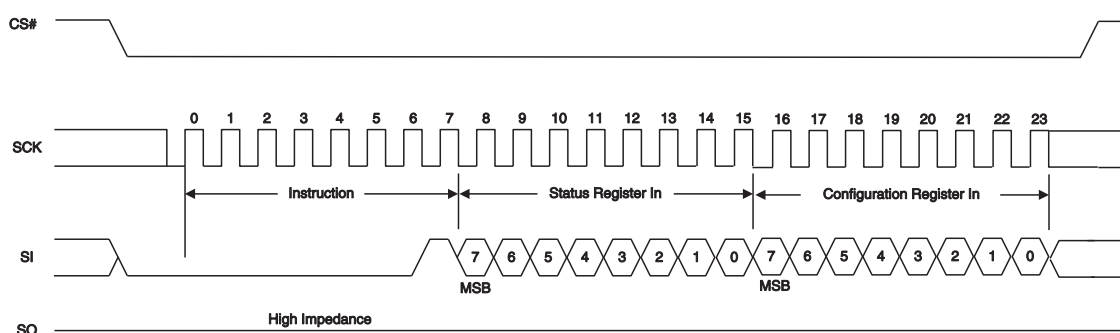 CS#
0 1 2 3 4 5 6 7 8 9 10 11 12 13 14 15 16 17 18 19 20 21 22 23
SCK
Instruction Status Register In Configuration Register In
SI 7 6 5 4 3 2 1 0 7 6 5 4 3 2 1 0
MSB MSB
High Impedance
SO